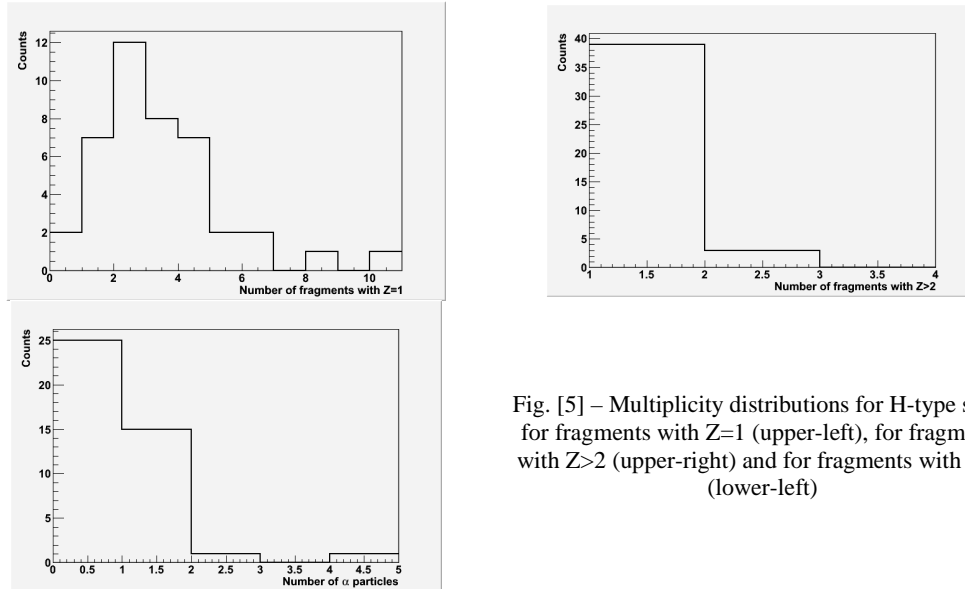 Counts
12
10
8
6
4
2
0
0 2 4 6 8 10
Number of fragments with Z=1
Counts
40
35
30
25
20
15
10
5
0
1 1.5 2 2.5 3 3.5 4
Number of fragments with Z>2
Counts
25
20
15
10
5
0
0 0.5 1 1.5 2 2.5 3 3.5 4 4.5 5
Number of α particles
Fig. [5] – Multiplicity distributions for H-type
for fragments with Z=1 (upper-left), for
with Z>2 (upper-right) and for fragments with
(lower-left)